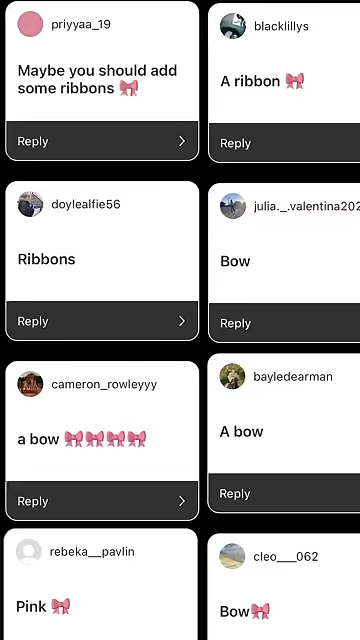 priyyaa_19
Maybe you should add
some ribbons 🎀
Reply
blacklillys
A ribbon 🎀
Reply
doylealfie56
Ribbons
Reply
julia._.valentina202
Bow
Reply
cameron_rowleyyy
a bow 🎀🎀🎀🎀
Reply
bayledearman
A bow
Reply
rebeka__pavlin
Pink 🎀
cleo___062
Bow🎀